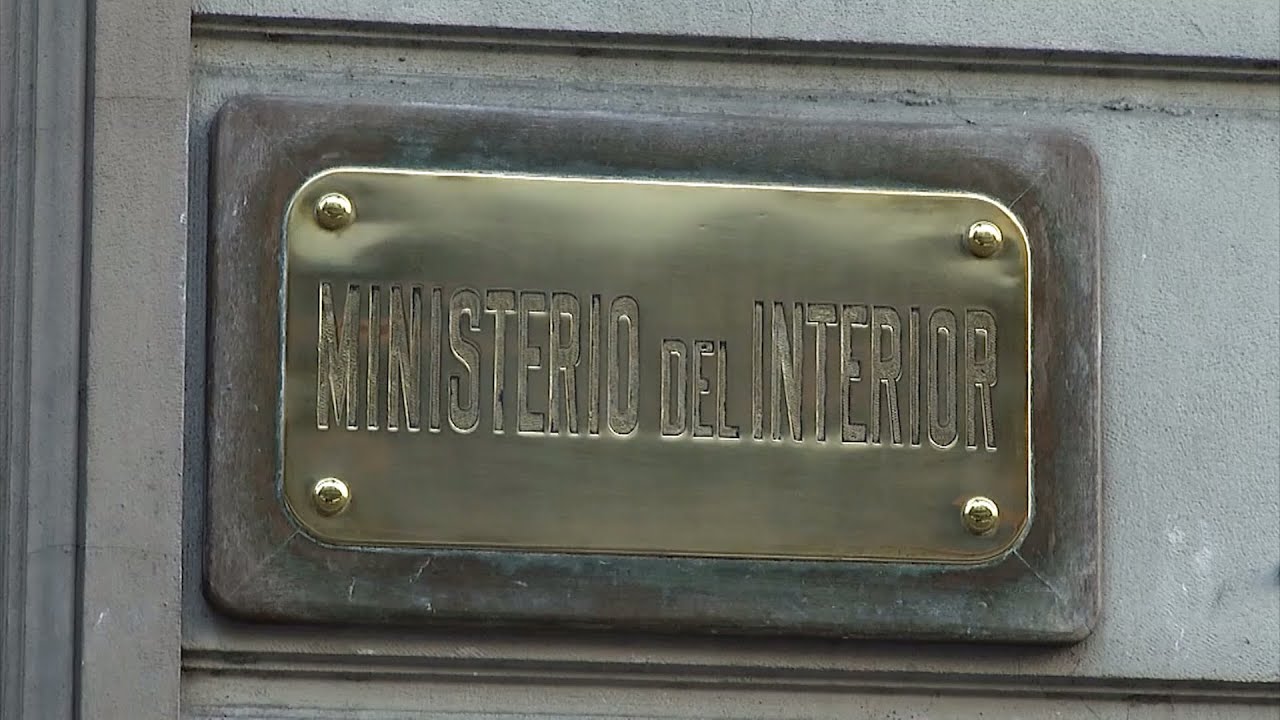 MINISTERIO DEL INTERIOR